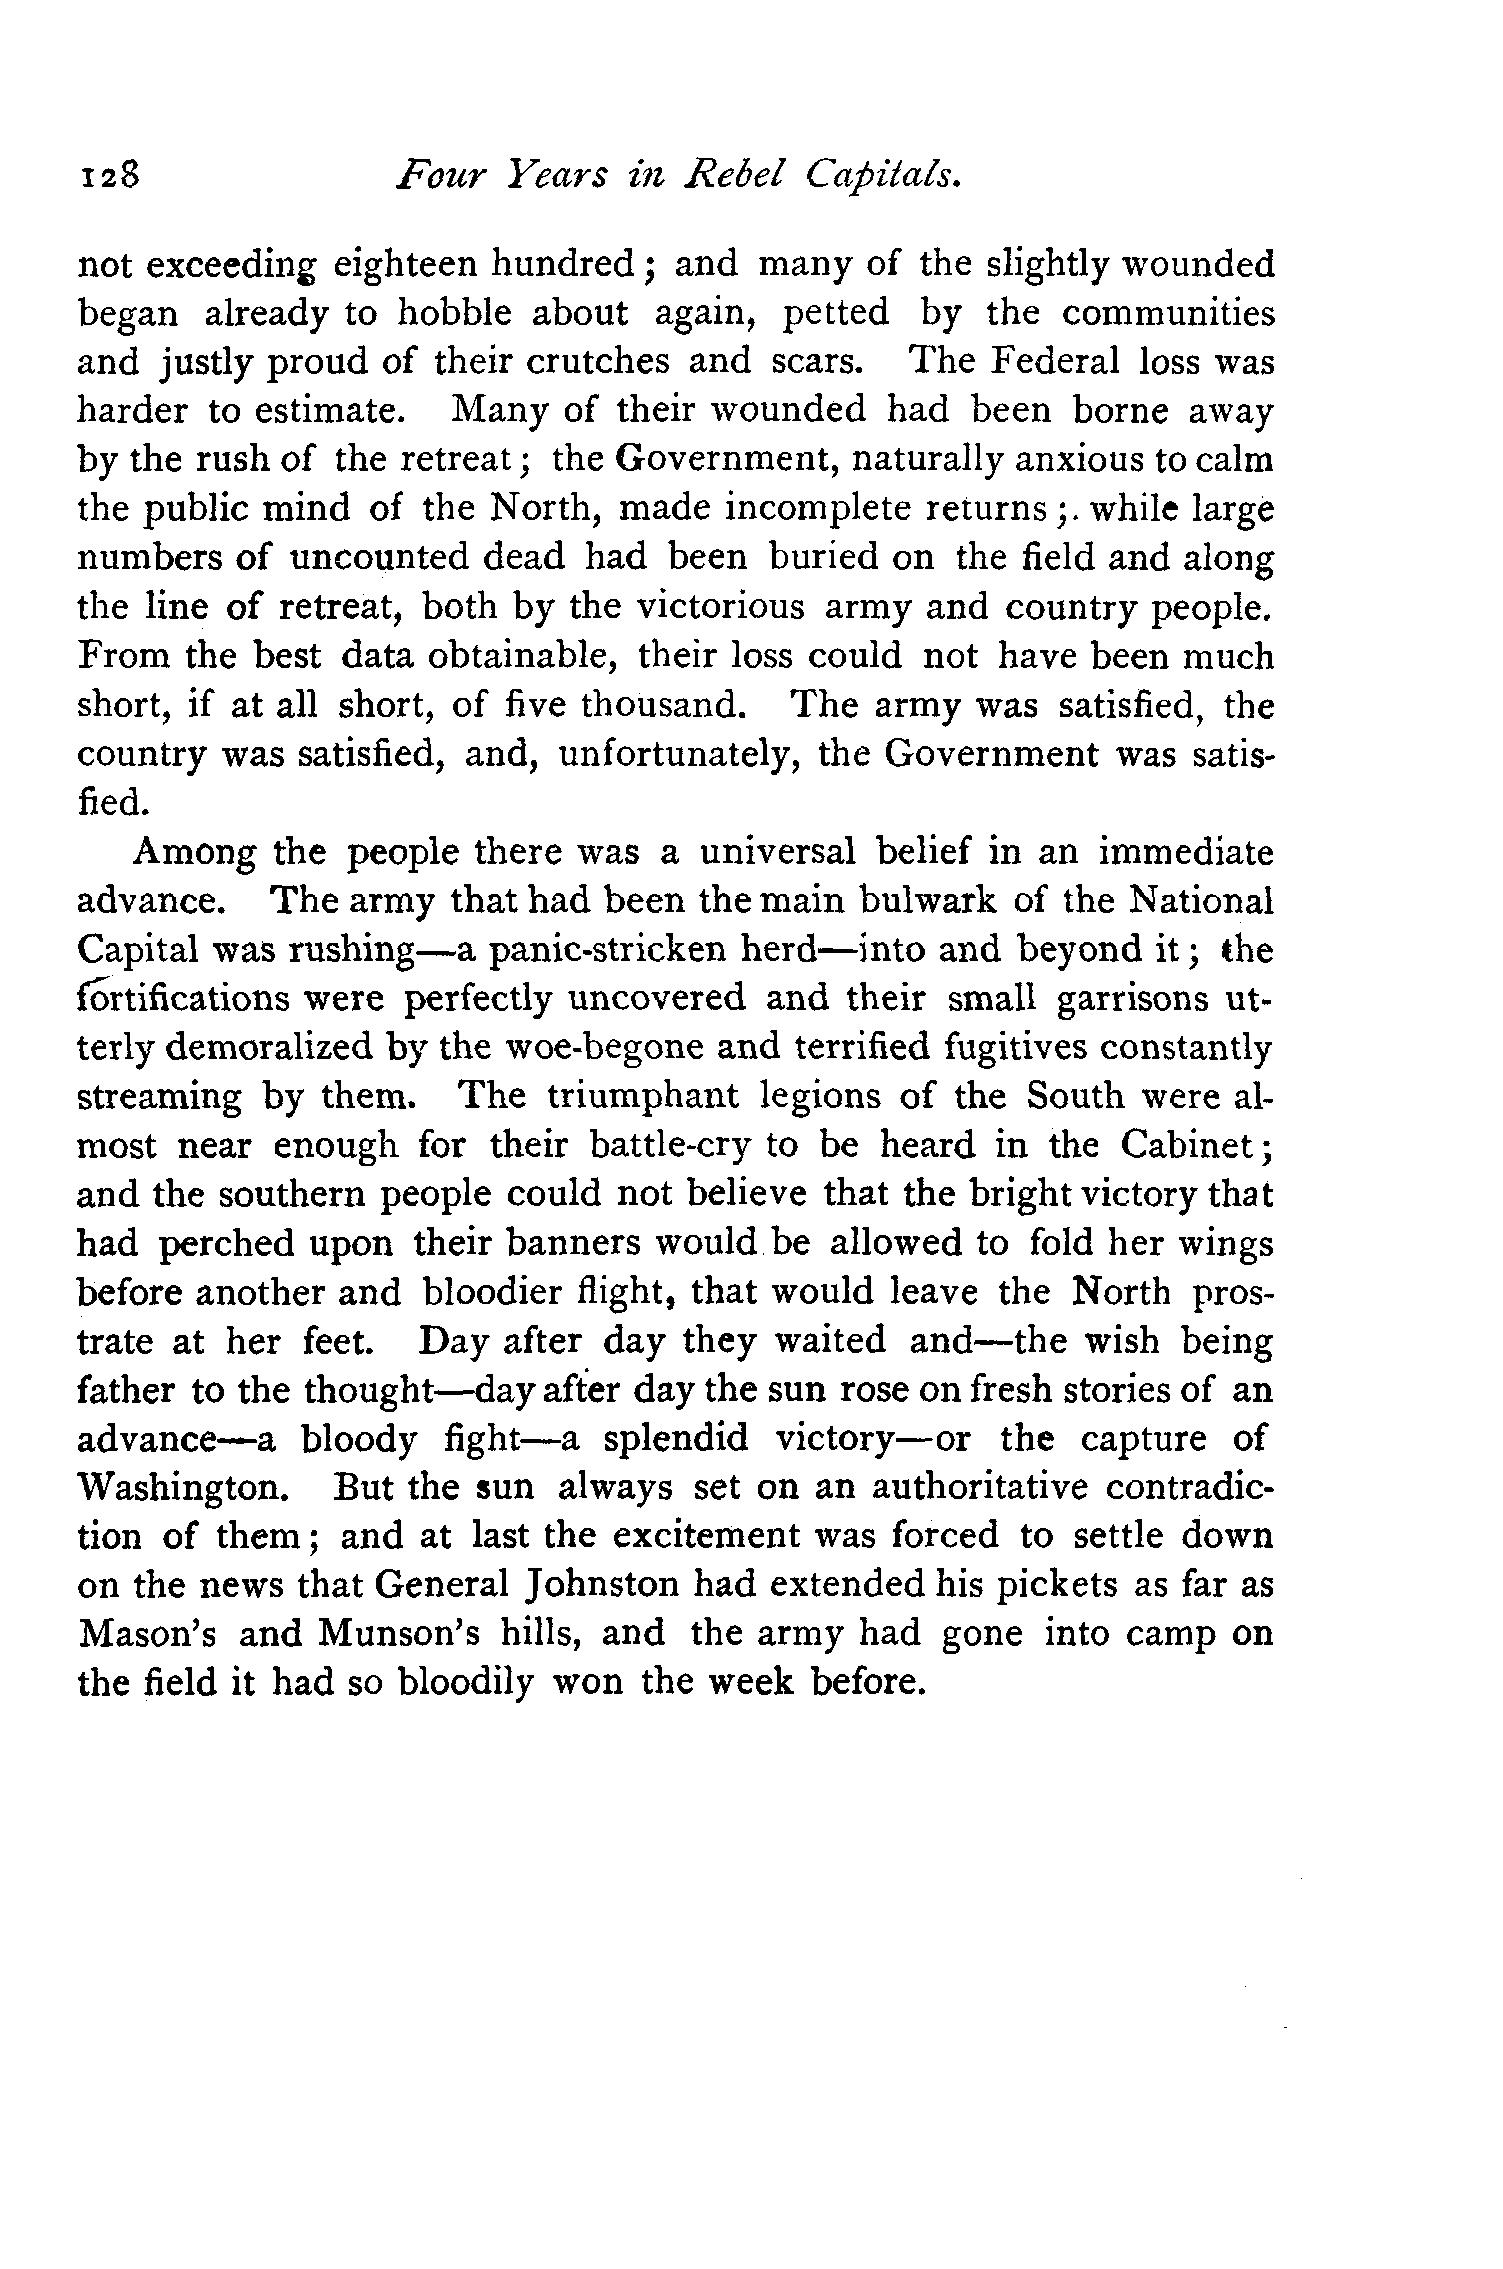 128 Four Years in Rebel Capitals.
not exceeding eighteen hundred; and many of the slightly wounded
began already to hobble about again, petted by the communities
and justly proud of their crutches and scars. The Federal loss was
harder to estimate. Many of their wounded had been borne away
by the rush of the retreat; the Government, naturally anxious to calm
the public mind of the North, made incomplete returns;. while large
numbers of uncounted dead had been buried on the field and along
the line of retreat, both by the victorious army and country people.
From the best data obtainable, their loss could not have been much
short, if at all short, of five thousand. The army was satisfied, the
country was satisfied, and, unfortunately, the Government was satis-
fied.
Among the people there was a universal belief in an immediate
advance. The army that had been the main bulwark of the National
Capital was rushing—a panic-stricken herd—into and beyond it; the
fortifications were perfectly uncovered and their small garrisons ut-
terly demoralized by the woe-begone and terrified fugitives constantly
streaming by them. The triumphant legions of the South were al-
most near enough for their battle-cry to be heard in the Cabinet;
and the southern people could not believe that the bright victory that
had perched upon their banners would be allowed to fold her wings
before another and bloodier flight, that would leave the North pros-
trate at her feet. Day after day they waited and—the wish being
father to the thought—day after day the sun rose on fresh stories of an
advance—a bloody fight—a splendid victory—or the capture of
Washington. But the sun always set on an authoritative contradic-
tion of them; and at last the excitement was forced to settle down
on the news that General Johnston had extended his pickets as far as
Mason's and Munson's hills, and the army had gone into camp on
the field it had so bloodily won the week before.